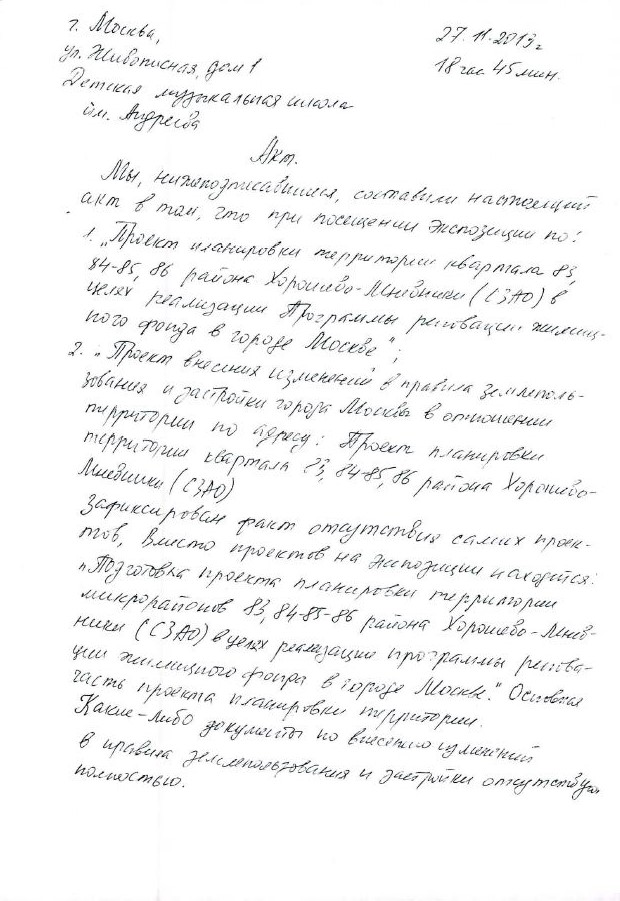 г. Москва,
ул. Живописная, дом 1
Детская музыкальная школа
им. Андреева
27.11.2019г
18 час 45 мин.
Акт.
Мы, нижеподписавшиеся, составили настоящий
акт в том, что при посещении экспозиции по:
1. „Проект планировки территории квартала 83,
84-85, 86 района Хорошево-Мневники (СЗАО) в
целях реализации Программы реновации жилищ-
ного фонда в городе Москве";
2. „Проект внесения изменений в правила землеполь-
зования и застройки города Москвы в отношении
территории по адресу: Проект планировки
территории квартала 83, 84-85, 86 района Хорошево-
Мневники (СЗАО)
Зафиксирован факт отсутствия самих проек-
тов, Вместо проектов на экспозиции находится:
„Подготовка проекта планировки территории
микрорайонов 83, 84-85-86 района Хорошево-Мнев-
ники (СЗАО) в целях реализации программы ренова-
ции жилищного фонда в городе Москве." Основная
часть проекта планировки территории.
Какие-либо документы по внесению изменений
в правила землепользования и застройки отсутствуют
полностью.